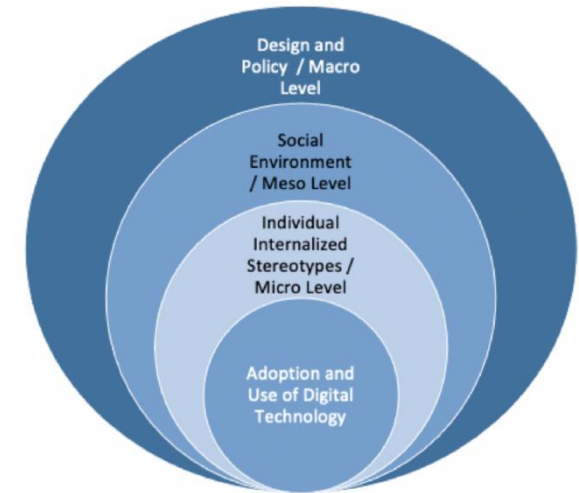 Design and
Policy / Macro
Level
Social
Environment
/ Meso Level
Individual
Internalized
Stereotypes /
Micro Level
Adoption and
Use of Digital
Technology